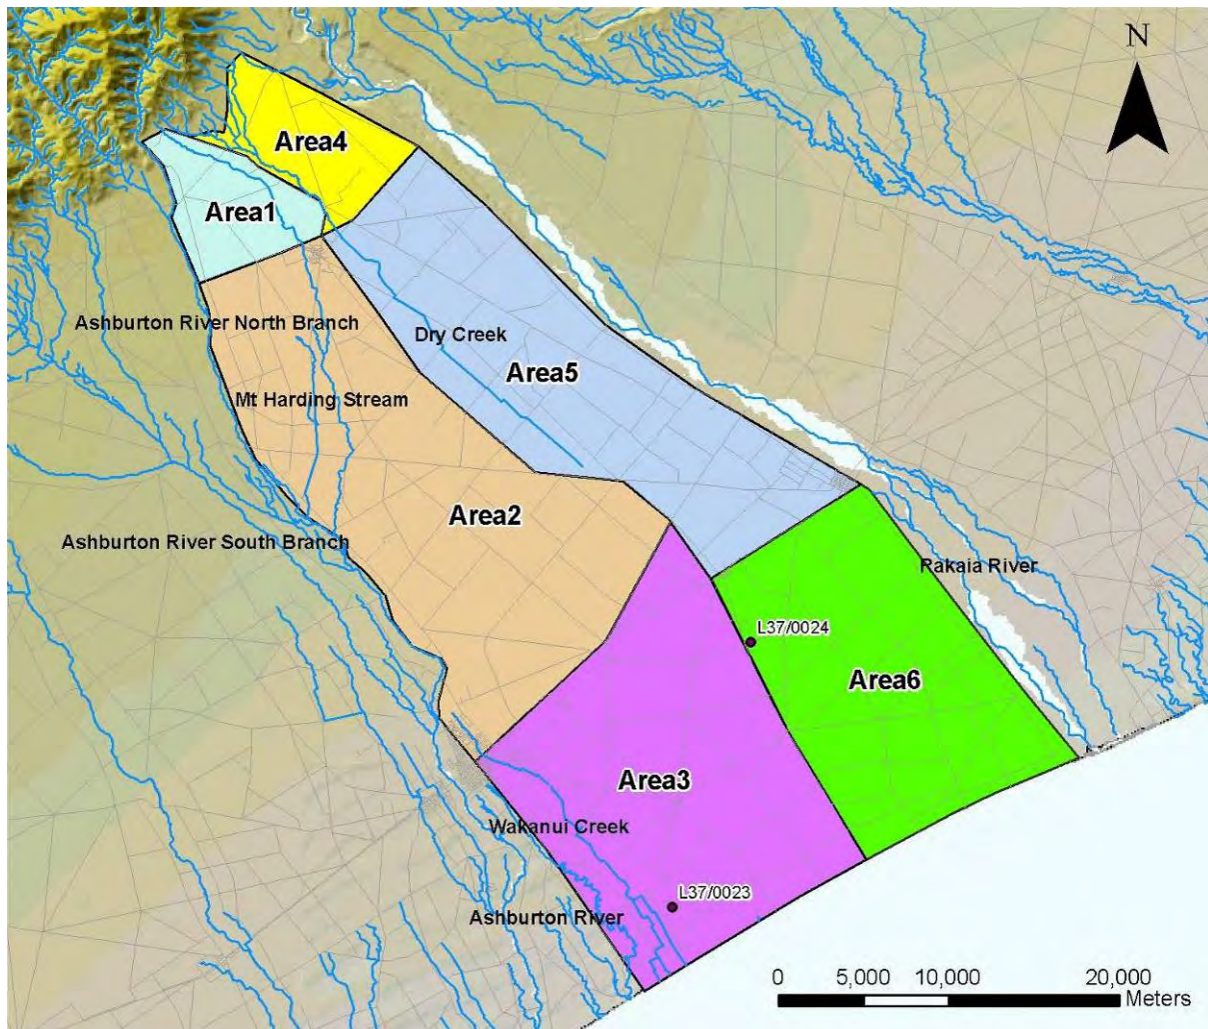 N
Area4
Area1
Ashburton River North Branch
Dry Creek
Area5
Mt Harding Stream
Area2
Ashburton River South Branch
Rakaia River
L37/0024
Area6
Area3
Wakanui Creek
L37/0023
Ashburton River
0 5,000 10,000 20,000
Meters